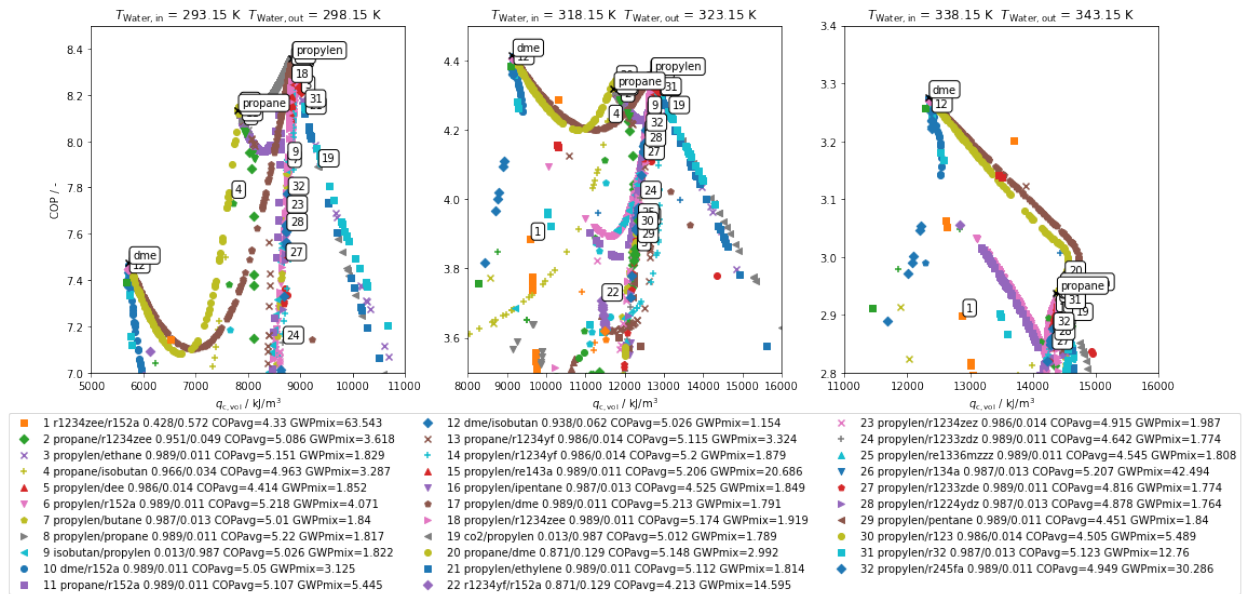 T_Water, in = 293.15 K T_Water, out = 298.15 K
T_Water, in = 318.15 K T_Water, out = 323.15 K
T_Water, in = 338.15 K T_Water, out = 343.15 K
COP / -
8.4
8.2
8.0
7.8
7.6
7.4
7.2
7.0
5000 6000 7000 8000 9000 10000 11000
q_c,vol / kJ/m³
propylen
18
propane
31
9
19
4
32
23
28
27
dme
12
24
4.4
4.2
4.0
3.8
3.6
8000 9000 10000 11000 12000 13000 14000 15000 16000
q_c,vol / kJ/m³
dme
12
propylen
propane
31
4
9
19
32
28
27
24
1
30
29
22
3.4
3.3
3.2
3.1
3.0
2.9
2.8
11000 12000 13000 14000 15000 16000
q_c,vol / kJ/m³
dme
12
20
propane
31
1
19
32
28
27
1 r1234zee/r152a 0.428/0.572 COPavg=4.33 GWPmix=63.543
2 propane/r1234zee 0.951/0.049 COPavg=5.086 GWPmix=3.618
3 propylen/ethane 0.989/0.011 COPavg=5.151 GWPmix=1.829
4 propane/isobutan 0.966/0.034 COPavg=4.963 GWPmix=3.287
5 propylen/dee 0.986/0.014 COPavg=4.414 GWPmix=1.852
6 propylen/r152a 0.989/0.011 COPavg=5.218 GWPmix=4.071
7 propylen/butane 0.987/0.013 COPavg=5.01 GWPmix=1.84
8 propylen/propane 0.989/0.011 COPavg=5.22 GWPmix=1.817
9 isobutan/propylen 0.013/0.987 COPavg=5.026 GWPmix=1.822
10 dme/r152a 0.989/0.011 COPavg=5.05 GWPmix=3.125
11 propane/r152a 0.989/0.011 COPavg=5.107 GWPmix=5.445
12 dme/isobutan 0.938/0.062 COPavg=5.026 GWPmix=1.154
13 propane/r1234yf 0.986/0.014 COPavg=5.115 GWPmix=3.324
14 propylen/r1234yf 0.986/0.014 COPavg=5.2 GWPmix=1.879
15 propylen/re143a 0.989/0.011 COPavg=5.206 GWPmix=20.686
16 propylen/ipentane 0.987/0.013 COPavg=4.525 GWPmix=1.849
17 propylen/dme 0.989/0.011 COPavg=5.213 GWPmix=1.791
18 propylen/r1234zee 0.989/0.011 COPavg=5.174 GWPmix=1.919
19 co2/propylen 0.013/0.987 COPavg=5.012 GWPmix=1.789
20 propane/dme 0.871/0.129 COPavg=5.148 GWPmix=2.992
21 propylen/ethylene 0.989/0.011 COPavg=5.112 GWPmix=1.814
22 r1234yf/r152a 0.871/0.129 COPavg=4.213 GWPmix=14.595
23 propylen/r1234zez 0.986/0.014 COPavg=4.915 GWPmix=1.987
24 propylen/r1233zdz 0.989/0.011 COPavg=4.642 GWPmix=1.774
25 propylen/re1336mzzz 0.989/0.011 COPavg=4.545 GWPmix=1.808
26 propylen/r134a 0.987/0.013 COPavg=5.207 GWPmix=42.494
27 propylen/r1233zde 0.989/0.011 COPavg=4.816 GWPmix=1.774
28 propylen/r1224ydz 0.987/0.013 COPavg=4.878 GWPmix=1.764
29 propylen/pentane 0.989/0.011 COPavg=4.451 GWPmix=1.84
30 propylen/r123 0.986/0.014 COPavg=4.505 GWPmix=5.489
31 propylen/r32 0.987/0.013 COPavg=5.123 GWPmix=12.76
32 propylen/r245fa 0.989/0.011 COPavg=4.949 GWPmix=30.286